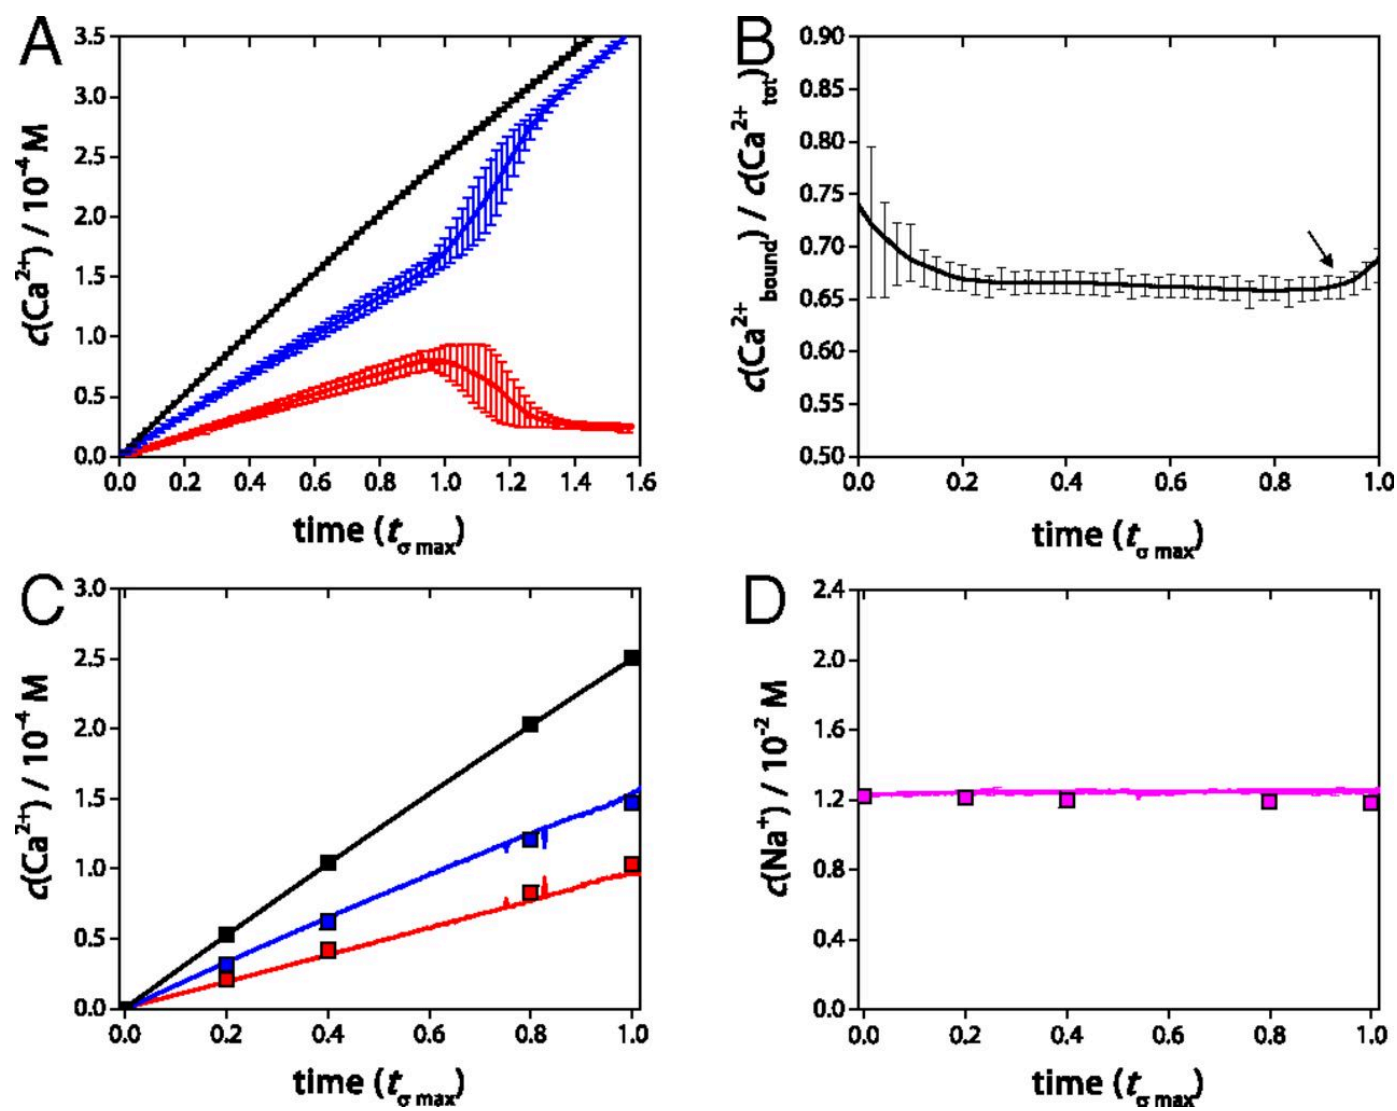 A
3.5
3.0
2.5
2.0
1.5
1.0
0.5
0.0
c(Ca²⁺) / 10⁻⁴ M
0.0 0.2 0.4 0.6 0.8 1.0 1.2 1.4 1.6
time (t_σ max)
B
0.90
0.85
0.80
0.75
0.70
0.65
0.60
0.55
0.50
c(Ca²⁺_bound) / c(Ca²⁺_tot)
0.0 0.2 0.4 0.6 0.8 1.0
time (t_σ max)
C
3.0
2.5
2.0
1.5
1.0
0.5
0.0
c(Ca²⁺) / 10⁻⁴ M
0.0 0.2 0.4 0.6 0.8 1.0
time (t_σ max)
D
2.4
2.0
1.6
1.2
0.8
0.4
0.0
c(Na⁺) / 10⁻² M
0.0 0.2 0.4 0.6 0.8 1.0
time (t_σ max)